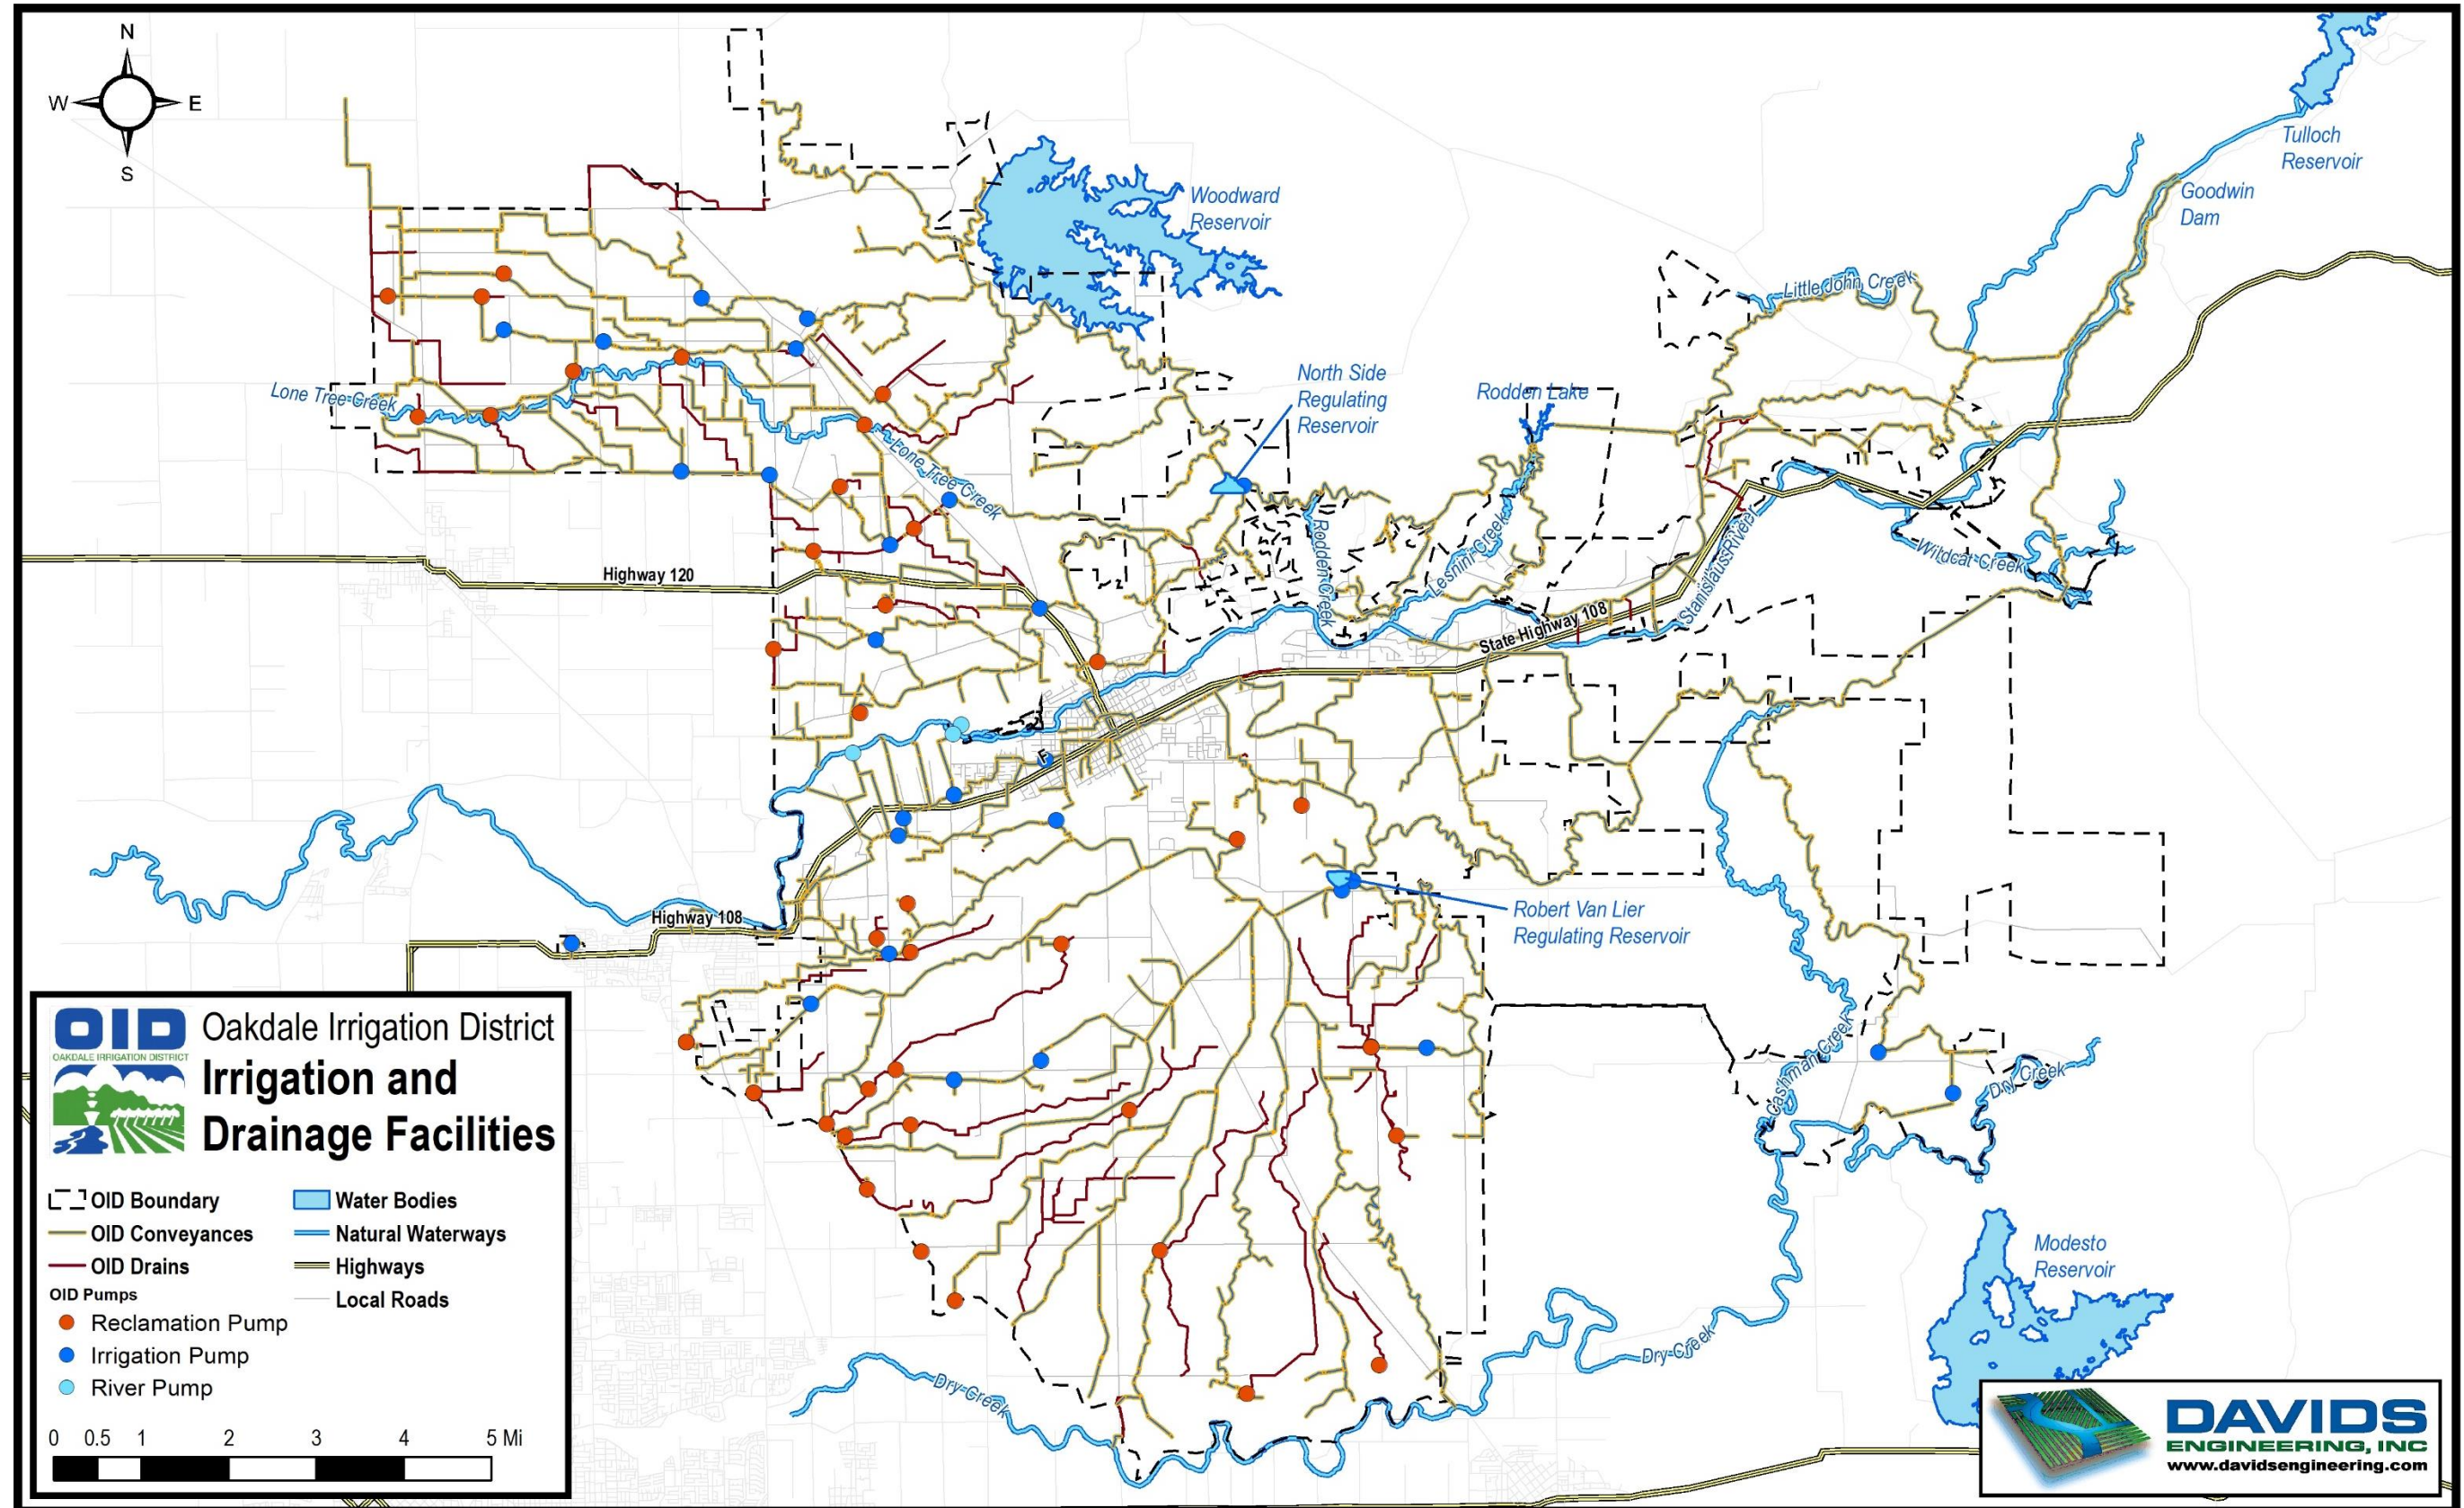 N
W
E
S
Tulloch
Reservoir
Goodwin
Dam
Woodward
Reservoir
Little John Creek
North Side
Regulating
Reservoir
Rodden Lake
Lone Tree Creek
Lone Tree Creek
Rodden Creek
Lesnini Creek
Stanislaus River
Wildcat Creek
Highway 120
State Highway 108
Highway 108
Robert Van Lier
Regulating Reservoir
Cashman Creek
Dry Creek
Modesto
Reservoir
Dry Creek
Dry Creek
OID
OAKDALE IRRIGATION DISTRICT
Oakdale Irrigation District
Irrigation and
Drainage Facilities
OID Boundary
OID Conveyances
OID Drains
OID Pumps
Reclamation Pump
Irrigation Pump
River Pump
Water Bodies
Natural Waterways
Highways
Local Roads
0 0.5 1 2 3 4 5 Mi
DAVIDS
ENGINEERING, INC
www.davidsengineering.com